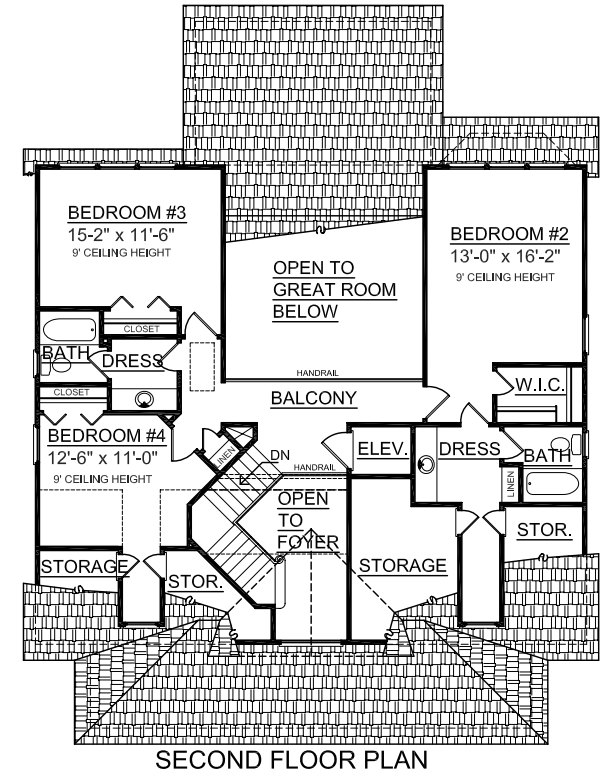 BEDROOM #3
15-2" x 11'-6"
9' CEILING HEIGHT
BEDROOM #2
13'-0" x 16'-2"
9' CEILING HEIGHT
OPEN TO
GREAT ROOM
BELOW
CLOSET
BATH
DRESS
HANDRAIL
CLOSET
BALCONY
W.I.C.
BEDROOM #4
12'-6" x 11'-0"
9' CEILING HEIGHT
LINEN
DN
HANDRAIL
ELEV.
DRESS
BATH
LINEN
OPEN
TO
FOYER
STOR.
STORAGE
STOR.
STORAGE
SECOND FLOOR PLAN